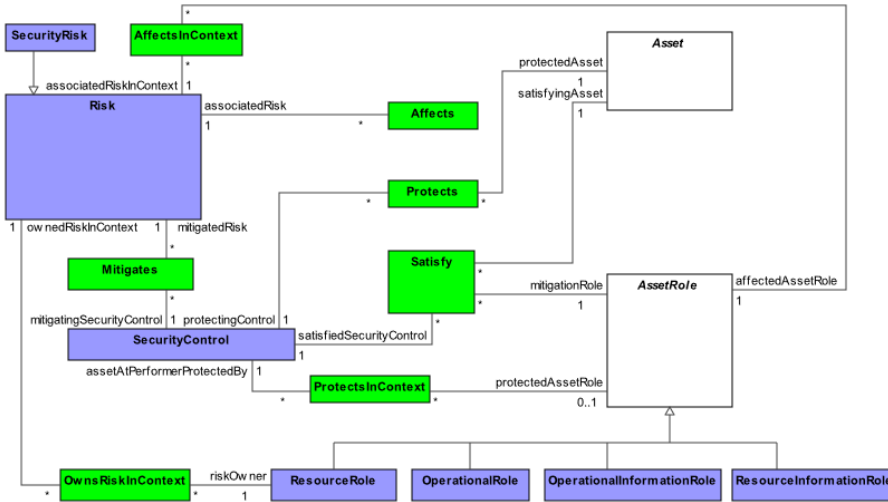 SecurityRisk
AffectsInContext
*
*
associatedRiskInContext
1
Risk
associatedRisk
1
*
Affects
Asset
protectedAsset
1
satisfyingAsset
1
Protects
*
*
1
ownedRiskInContext
1
mitigatedRisk
*
Mitigates
*
mitigatingSecurityControl
1
protectingControl
1
Satisfy
*
*
*
mitigationRole
1
AssetRole
affectedAssetRole
1
SecurityControl
satisfiedSecurityControl
1
assetAtPerformerProtectedBy
1
*
ProtectsInContext
*
protectedAssetRole
0..1
*
OwnsRiskInContext
*
riskOwner
1
ResourceRole
OperationalRole
OperationalInformationRole
ResourceInformationRole